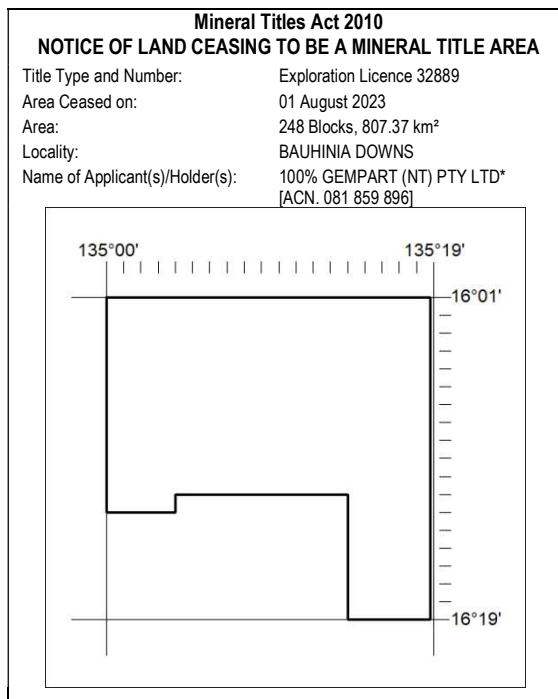 Mineral Titles Act 2010
NOTICE OF LAND CEASING TO BE A MINERAL TITLE AREA
Title Type and Number: Exploration Licence 32889
Area Ceased on: 01 August 2023
Area: 248 Blocks, 807.37 km²
Locality: BAUHINIA DOWNS
Name of Applicant(s)/Holder(s): 100% GEMPART (NT) PTY LTD*
[ACN. 081 859 896]
135°00' 135°19'
16°01'
16°19'